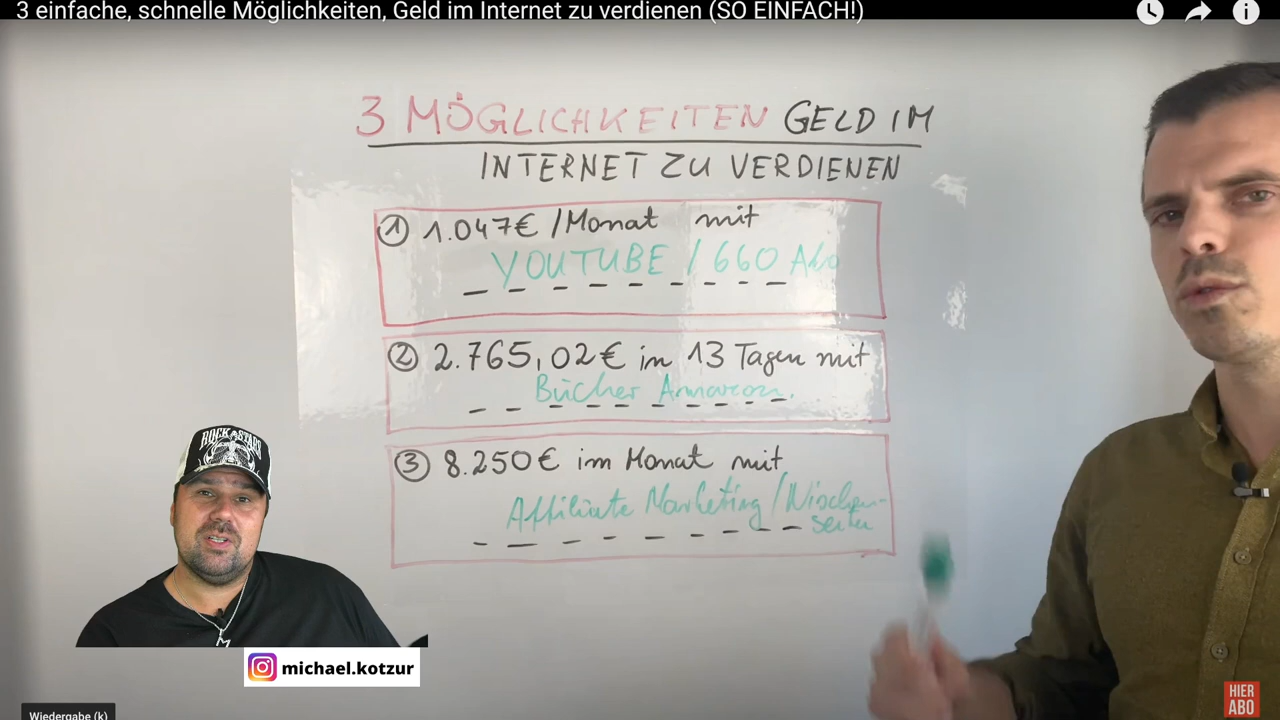 3 einfache, schnelle Möglichkeiten, Geld im Internet zu verdienen (SO EINFACH!)
3 MÖGLICHKEITEN GELD IM
INTERNET ZU VERDIENEN
① 1.047€ /Monat mit
YOUTUBE / 660 Abo
② 2.765,02€ in 13 Tagen mit
Bücher Amazon.
③ 8.250€ im Monat mit
Affiliate Marketing / Nischen-
seiten
ROCKSTARS
michael.kotzur
Wiedergabe (k)
HIER
ABO